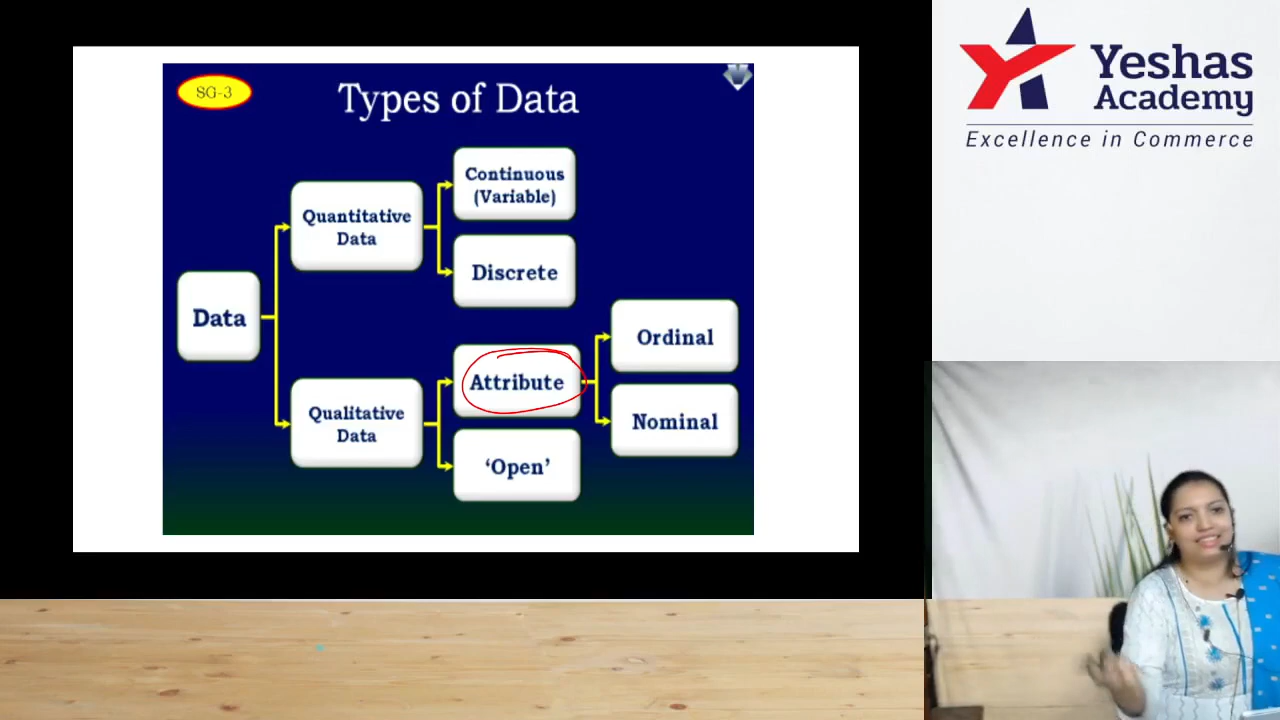 SG-3
Types of Data
Continuous
(Variable)
Quantitative
Data
Discrete
Data
Ordinal
Attribute
Nominal
Qualitative
Data
‘Open’
Yeshas
Academy
Excellence in Commerce